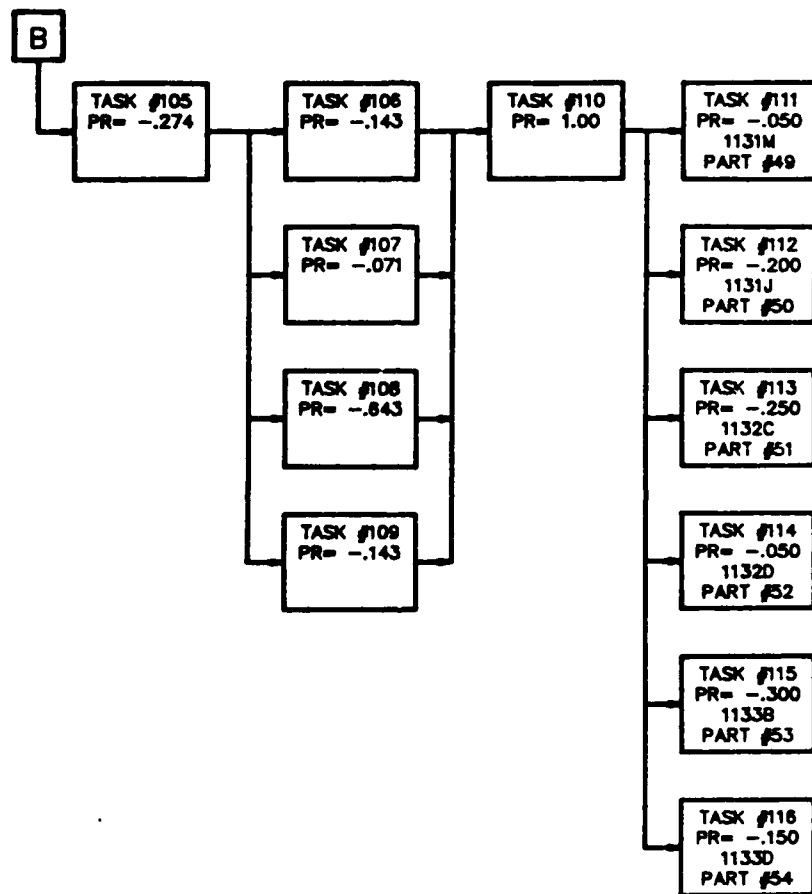 B
TASK #105
PR= -.274
TASK #106
PR= -.143
TASK #107
PR= -.071
TASK #108
PR= -.643
TASK #109
PR= -.143
TASK #110
PR= 1.00
TASK #111
PR= -.050
1131M
PART #49
TASK #112
PR= -.200
1131J
PART #50
TASK #113
PR= -.250
1132C
PART #51
TASK #114
PR= -.050
1132D
PART #52
TASK #115
PR= -.300
1133B
PART #53
TASK #116
PR= -.150
1133D
PART #54